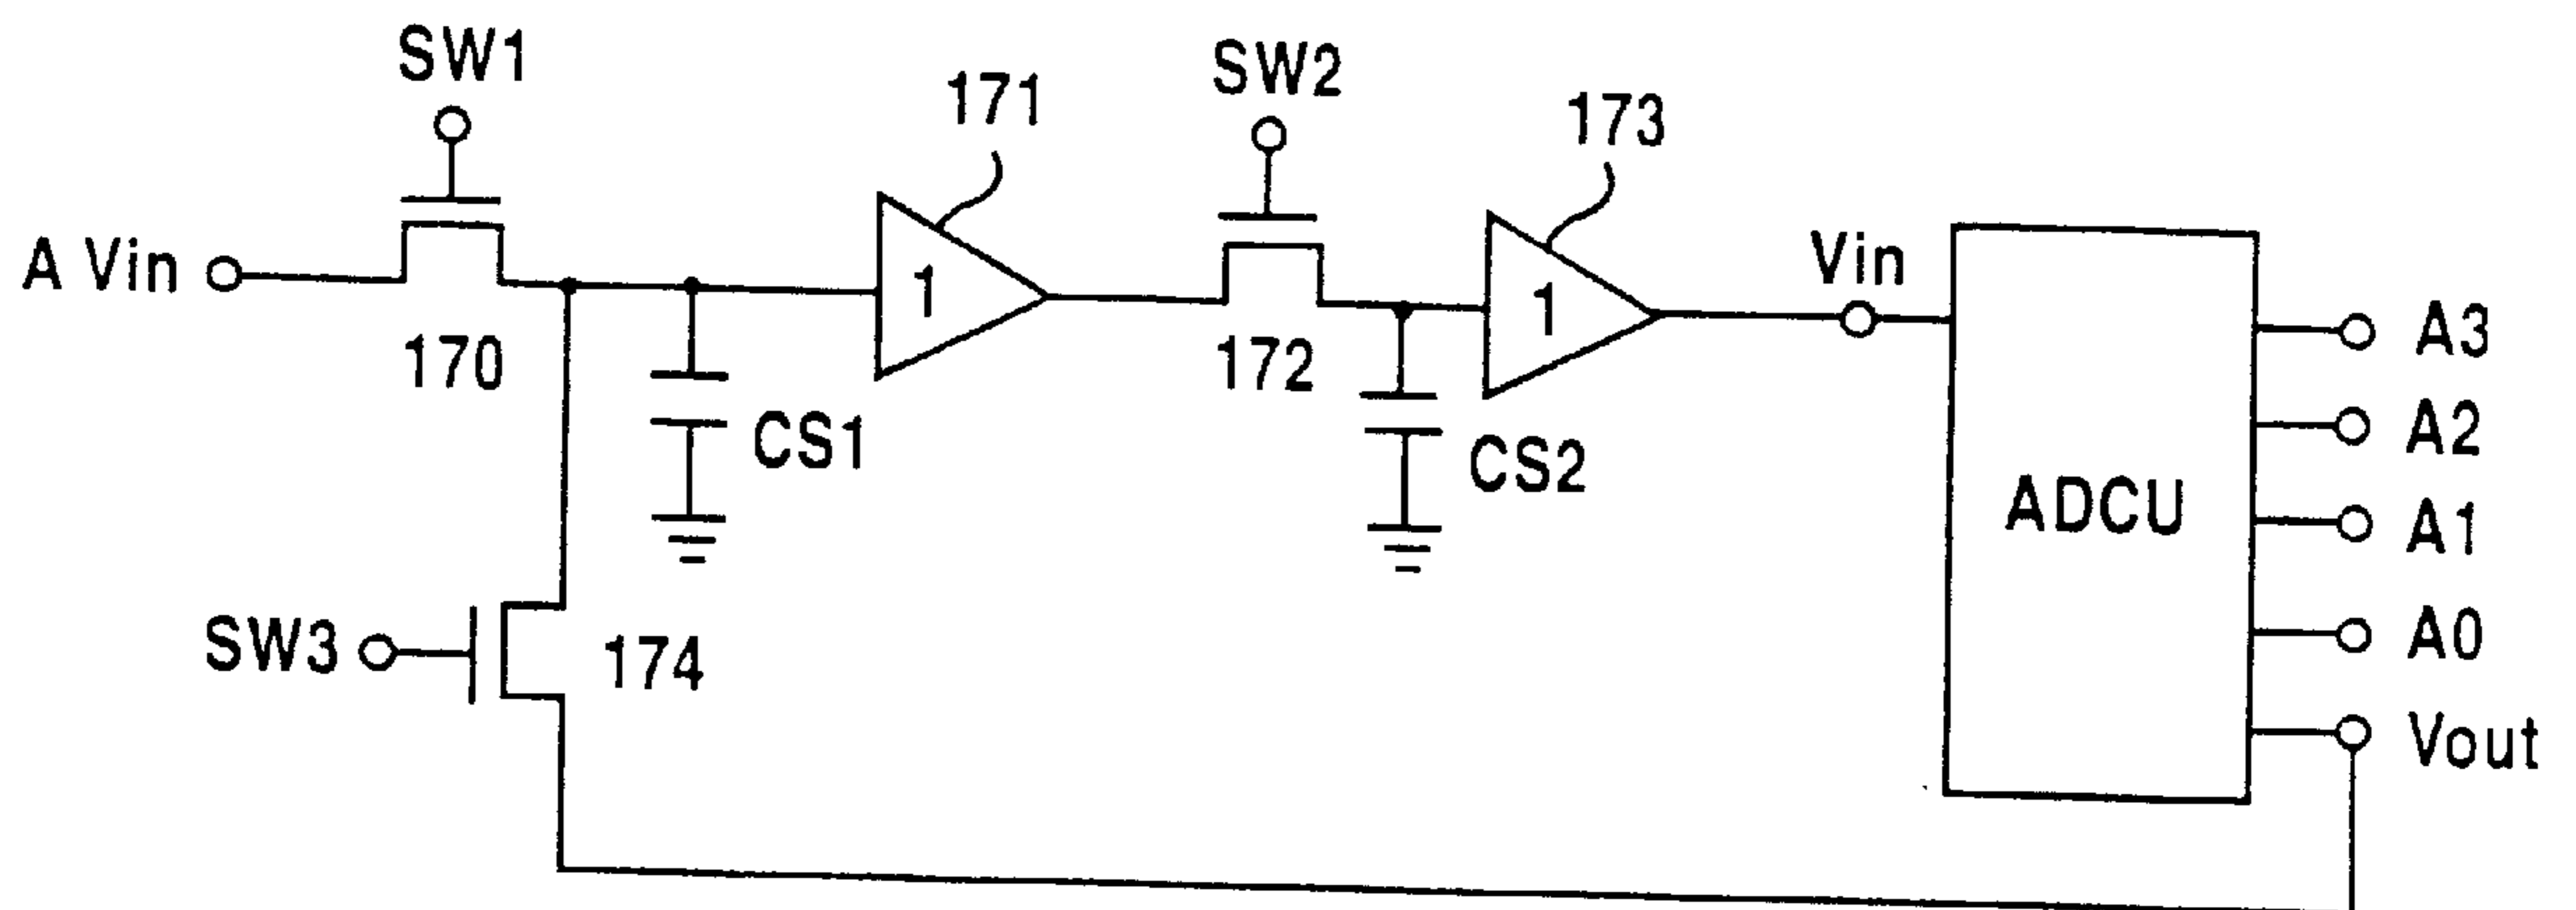 SW1
171
SW2
173
A Vin
1
170
CS1
172
1
CS2
Vin
ADCU
A3
A2
A1
A0
Vout
SW3
174